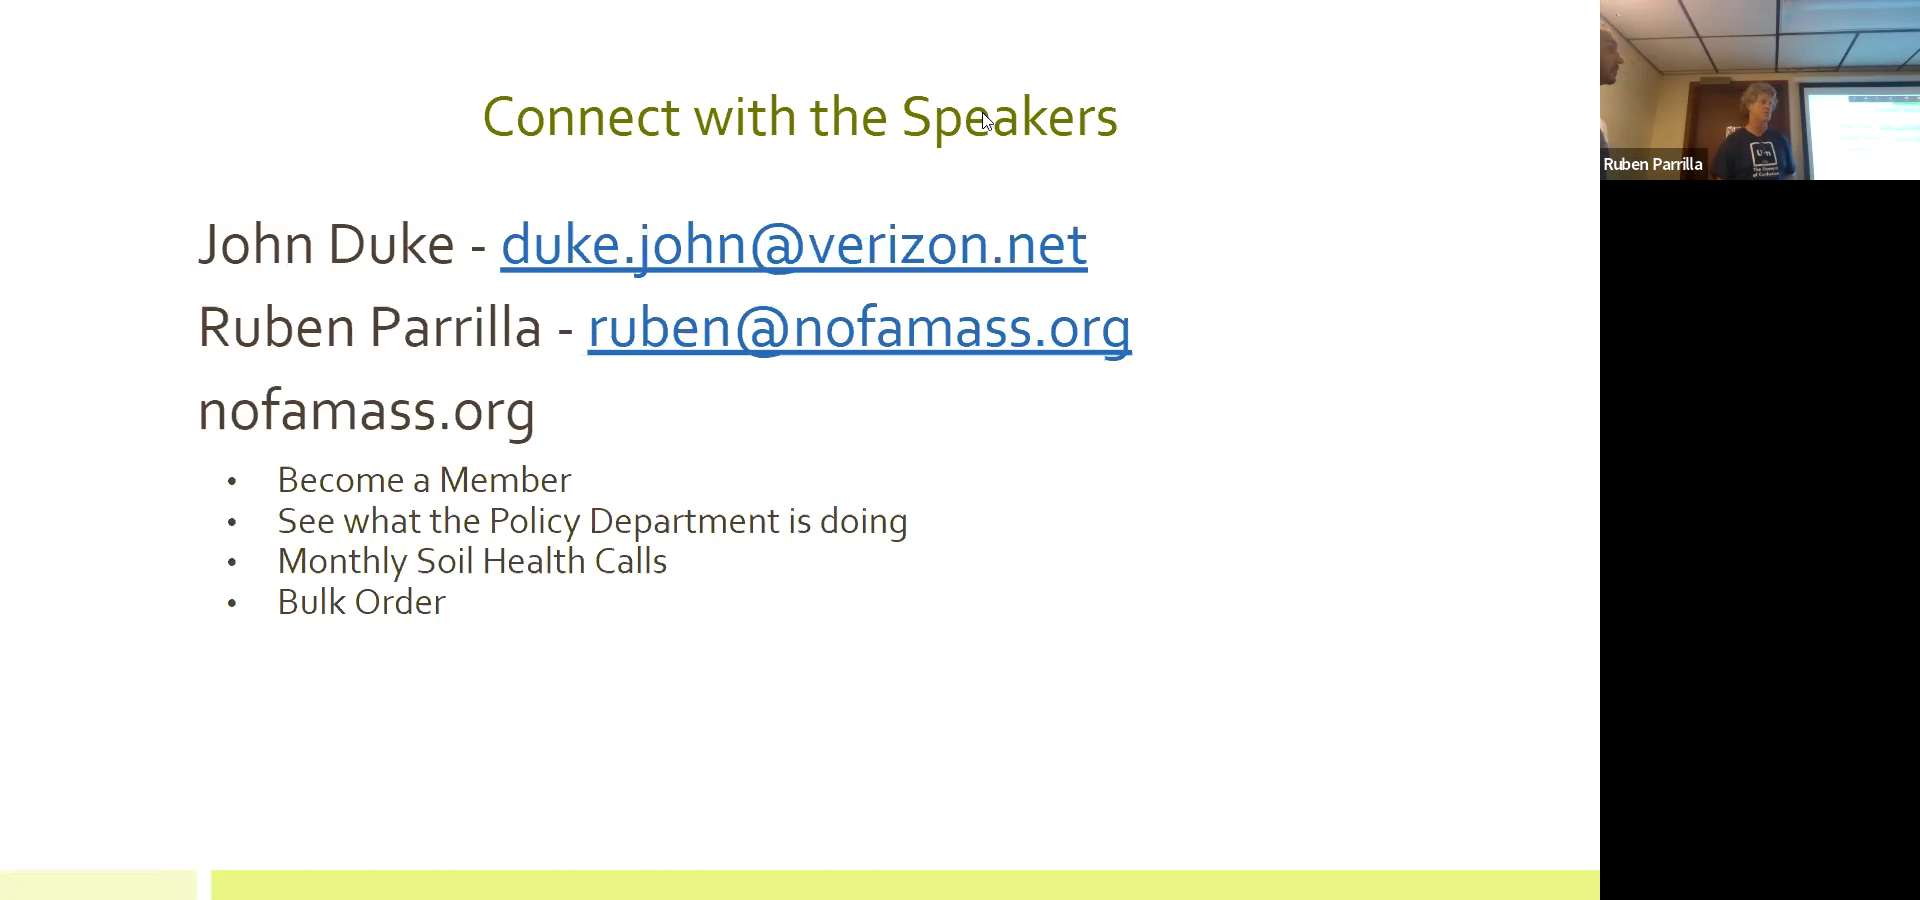 Connect with the Speakers
John Duke - duke.john@verizon.net
Ruben Parrilla - ruben@nofamass.org
nofamass.org
• Become a Member
• See what the Policy Department is doing
• Monthly Soil Health Calls
• Bulk Order
Ruben Parrilla